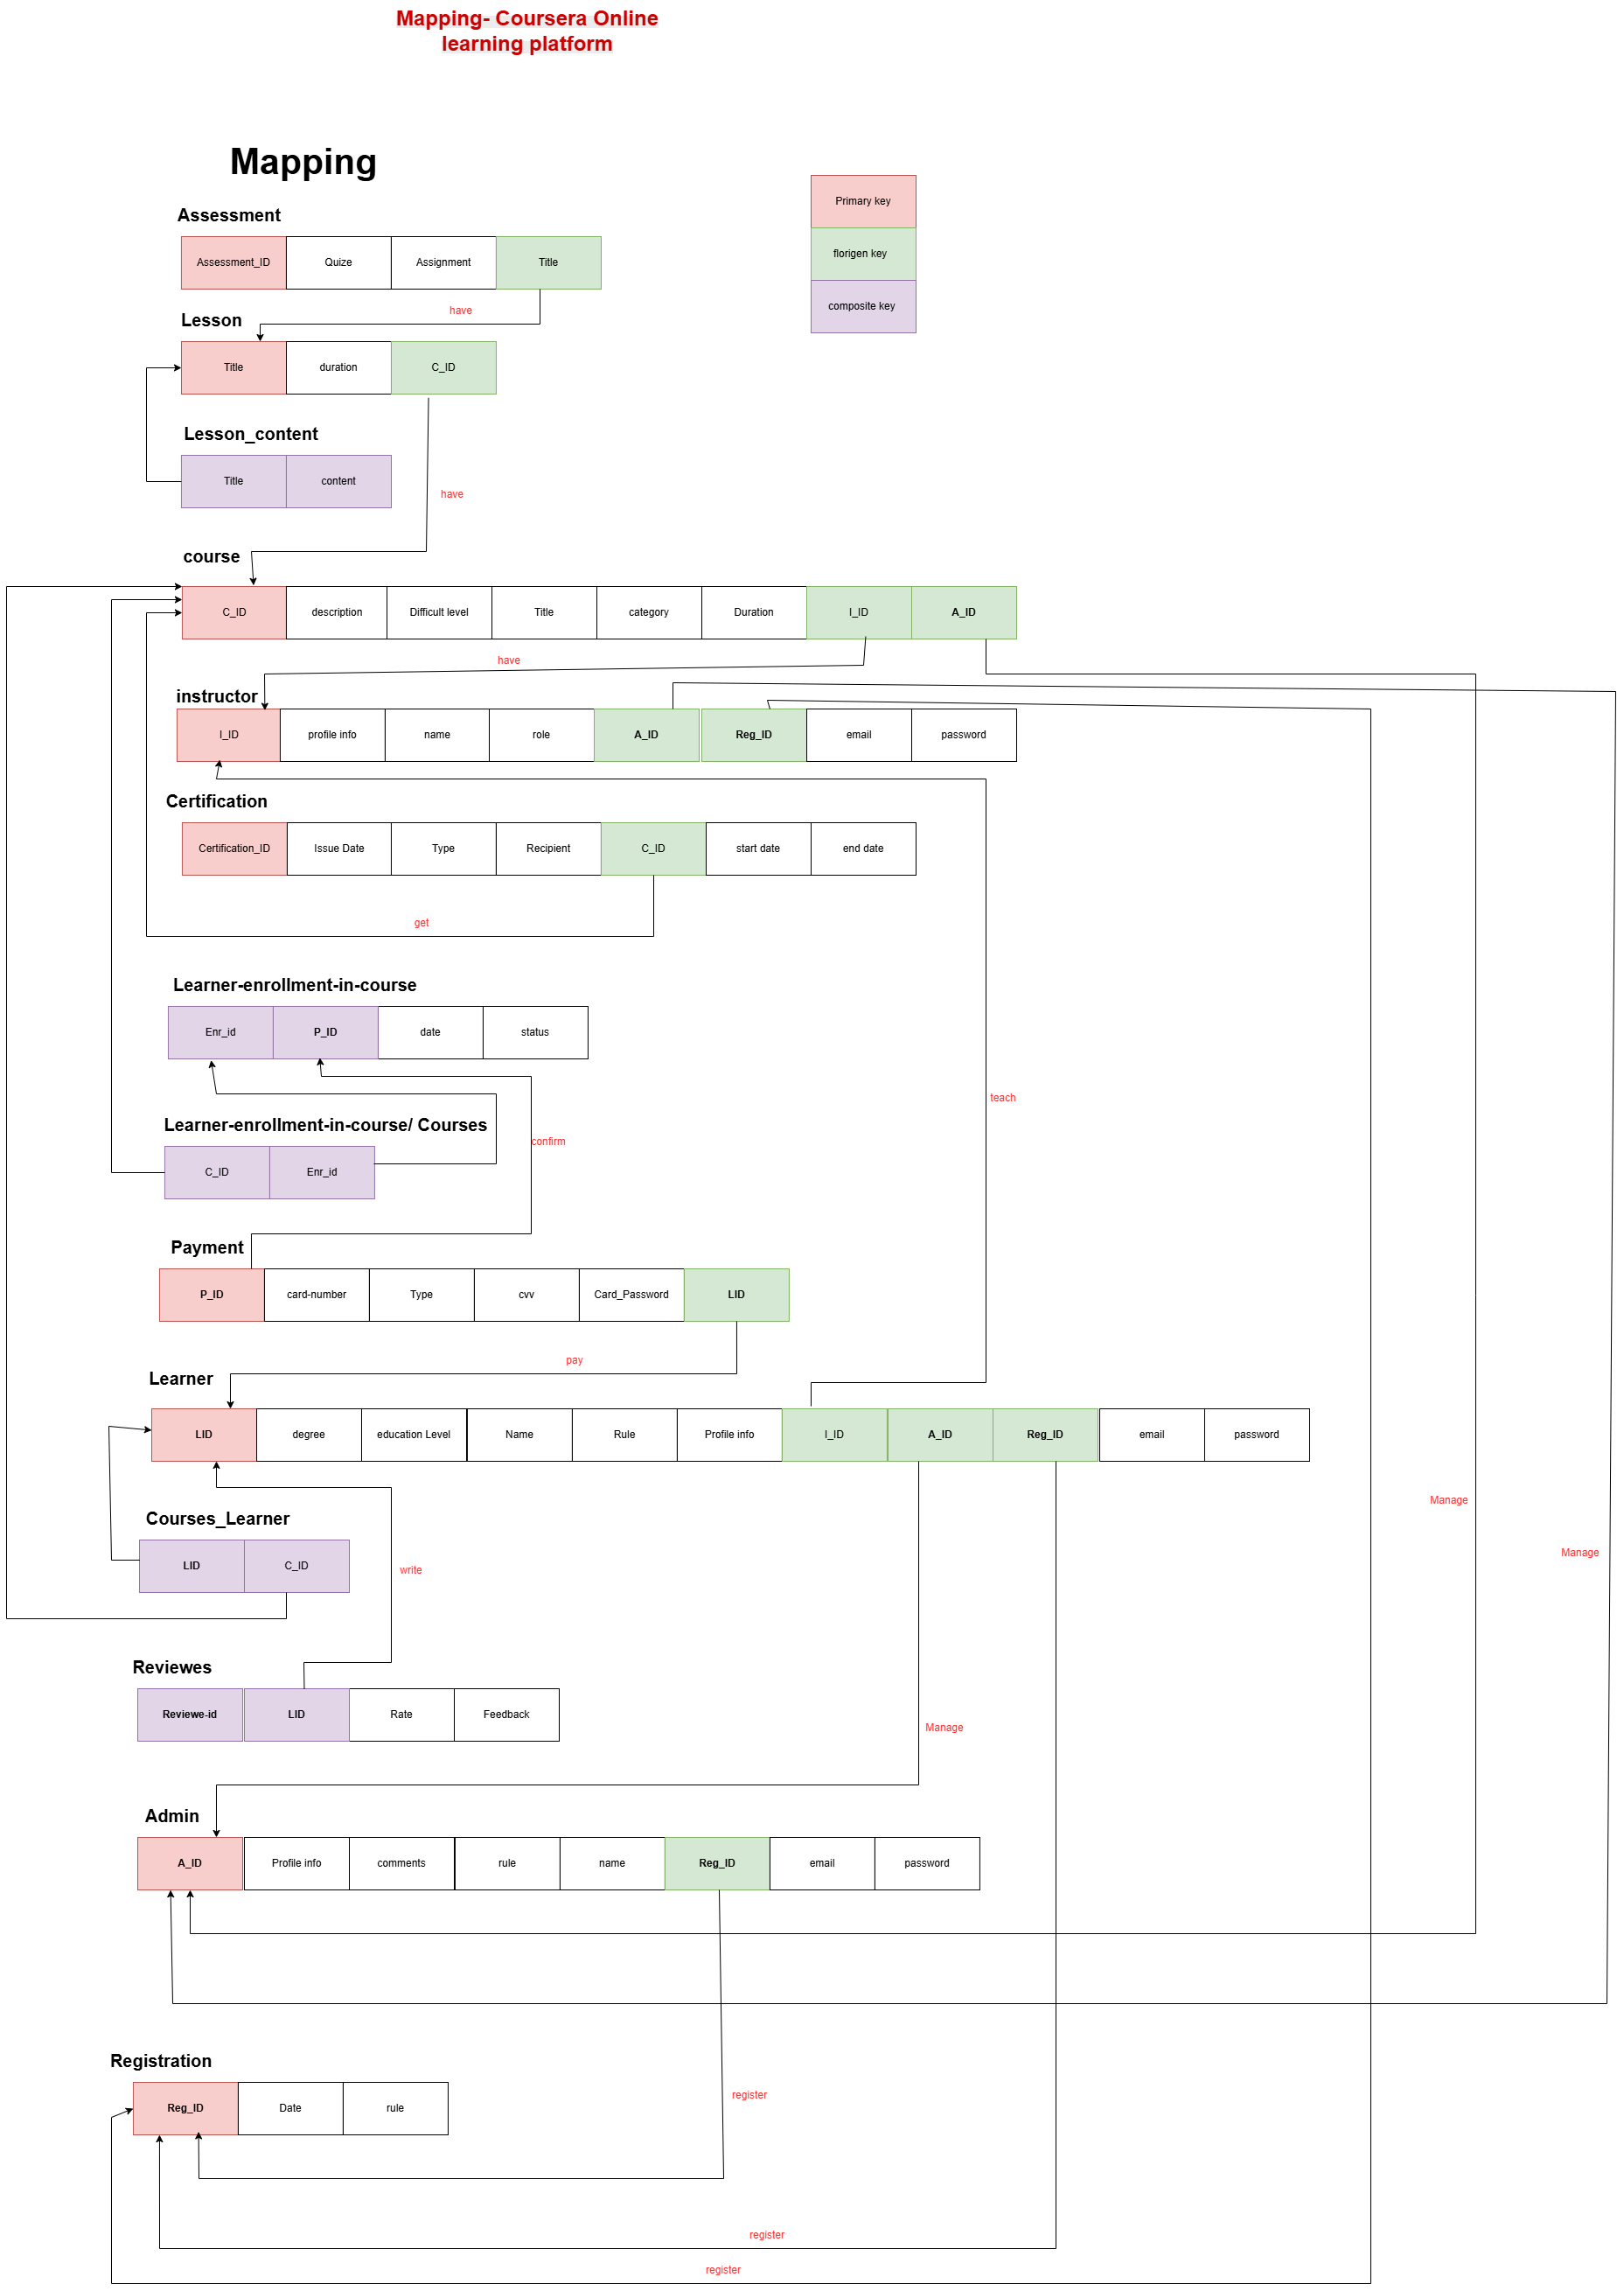 Mapping- Coursera Online
learning platform
Mapping
Primary key
florigen key
composite key
Assessment
Assessment_ID Quize Assignment Title
have
Lesson
Title duration C_ID
Lesson_content
Title content
have
course
C_ID description Difficult level Title category Duration I_ID A_ID
have
instructor
I_ID profile info name role A_ID Reg_ID email password
Certification
Certification_ID Issue Date Type Recipient C_ID start date end date
get
Learner-enrollment-in-course
Enr_id P_ID date status
teach
Learner-enrollment-in-course/ Courses
confirm
C_ID Enr_id
Payment
P_ID card-number Type cvv Card_Password LID
pay
Learner
LID degree education Level Name Rule Profile info I_ID A_ID Reg_ID email password
Manage
Courses_Learner
Manage
LID C_ID
write
Reviewes
Reviewe-id LID Rate Feedback
Manage
Admin
A_ID Profile info comments rule name Reg_ID email password
Registration
register
Reg_ID Date rule
register
register